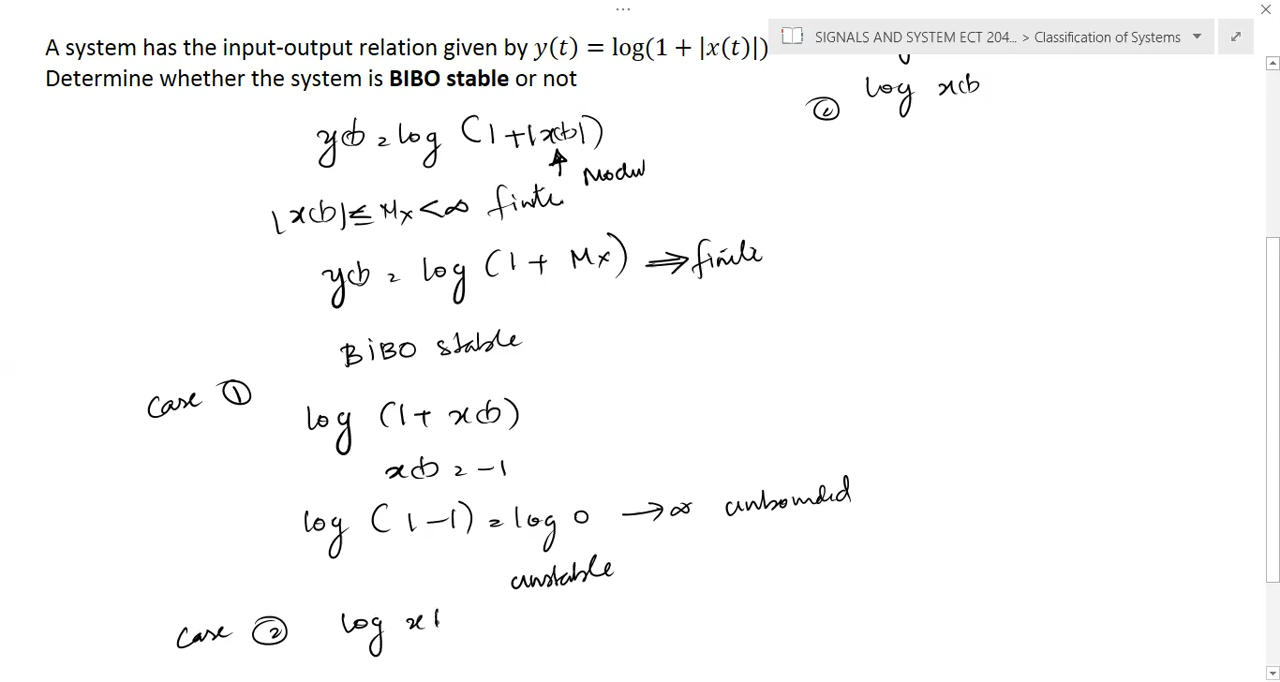 A system has the input-output relation given by y(t) = log(1 + |x(t)|)
Determine whether the system is BIBO stable or not
SIGNALS AND SYSTEM ECT 204... > Classification of Systems
② log x(t)
y(t) = log (1+|x(t)|)
Modul
|x(t)| ≤ Mx < ∞ finite
y(t) = log (1 + Mx) ⇒ finite
BiBO stable
Case ①
log (1 + x(t))
x(t) = -1
log (1-1) = log 0 → ∞ unbounded
unstable
Case ② log x(